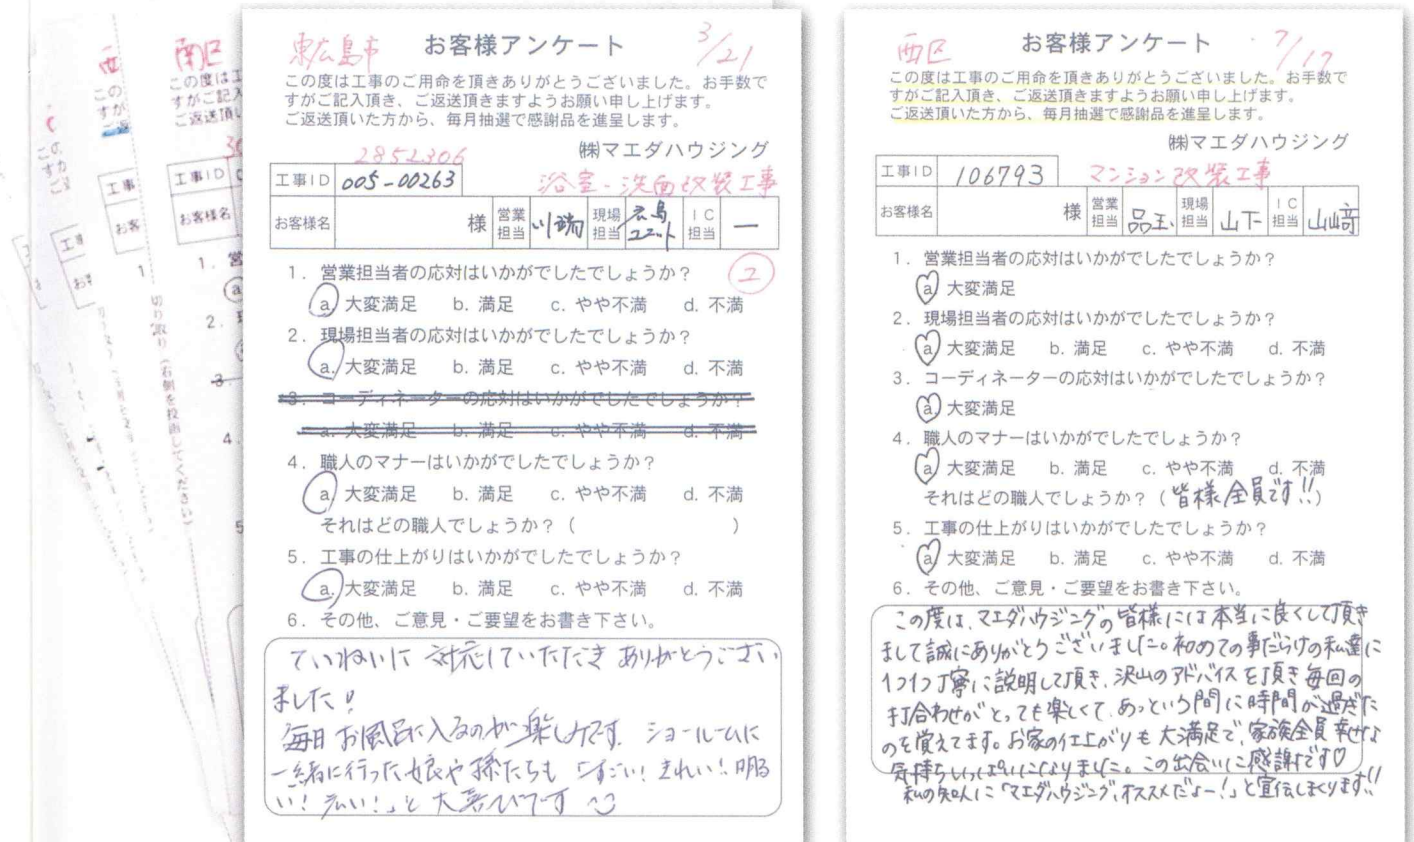 東広島市
お客様アンケート
3/21
この度は工事のご用命を頂きありがとうございました。お手数で
すがご記入頂き、ご返送頂きますようお願い申し上げます。
ご返送頂いた方から、毎月抽選で感謝品を進呈します。
㈱マエダハウジング
2852306
工事ID 005-00263
浴室・洗面改装工事
お客様名 様 営業担当 川端 現場担当 広島ユニット IC担当 ー
②
1. 営業担当者の応対はいかがでしたでしょうか?
a. 大変満足 b. 満足 c. やや不満 d. 不満
2. 現場担当者の応対はいかがでしたでしょうか?
a. 大変満足 b. 満足 c. やや不満 d. 不満
3. コーディネーターの応対はいかがでしたでしょうか?
a. 大変満足 b. 満足 c. やや不満 d. 不満
4. 職人のマナーはいかがでしたでしょうか?
a. 大変満足 b. 満足 c. やや不満 d. 不満
それはどの職人でしょうか?( )
5. 工事の仕上がりはいかがでしたでしょうか?
a. 大変満足 b. 満足 c. やや不満 d. 不満
6. その他、ご意見・ご要望をお書き下さい。
ていねいに対応していただきありがとうござい
ました!
毎日お風呂に入るのが楽しみです。ショールームに
一緒に行った娘や孫たちも「すごい!きれい!明る
い!広い!」と大喜びです
西区
お客様アンケート
7/17
この度は工事のご用命を頂きありがとうございました。お手数で
すがご記入頂き、ご返送頂きますようお願い申し上げます。
ご返送頂いた方から、毎月抽選で感謝品を進呈します。
㈱マエダハウジング
工事ID 106793
マンション改装工事
お客様名 様 営業担当 品玉 現場担当 山下 IC担当 山﨑
1. 営業担当者の応対はいかがでしたでしょうか?
a. 大変満足
2. 現場担当者の応対はいかがでしたでしょうか?
a. 大変満足 b. 満足 c. やや不満 d. 不満
3. コーディネーターの応対はいかがでしたでしょうか?
a. 大変満足
4. 職人のマナーはいかがでしたでしょうか?
a. 大変満足 b. 満足 c. やや不満 d. 不満
それはどの職人でしょうか?(皆様全員です!!)
5. 工事の仕上がりはいかがでしたでしょうか?
a. 大変満足 b. 満足 c. やや不満 d. 不満
6. その他、ご意見・ご要望をお書き下さい。
この度は、マエダハウジングの皆様には本当に良くして頂き
まして誠にありがとうございました。初めての事だらけの私達に
1つ1つ丁寧に説明して頂き、沢山のアドバイスを頂き毎回の
打合わせがとっても楽しくて、あっという間に時間が過ぎた
のを覚えてます。お家の仕上がりも大満足で、家族全員幸せな
気持ちいっぱいになりました。この出会いに感謝です♡
私の知人に「マエダハウジング、オススメだよー!」と宣伝しまくります!!
南区
切り取り(右側を投函してください)